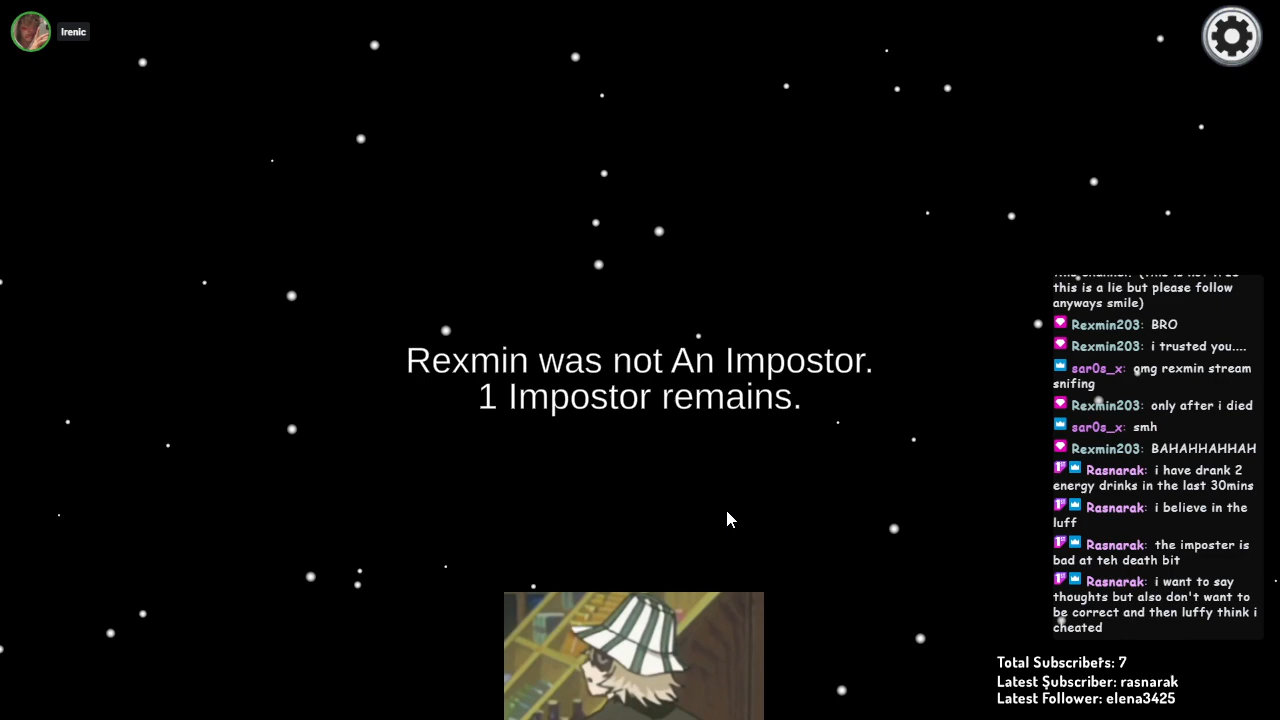 Irenic
Rexmin was not An Impostor.
1 Impostor remains.
this is a lie but please follow
anyways smile)
Rexmin203: BRO
Rexmin203: i trusted you....
sar0s_x: omg rexmin stream
snifing
Rexmin203: only after i died
sar0s_x: smh
Rexmin203: BAHAHHAHHAH
Rasnarak: i have drank 2
energy drinks in the last 30mins
Rasnarak: i believe in the
luff
Rasnarak: the imposter is
bad at teh death bit
Rasnarak: i want to say
thoughts but also don't want to
be correct and then luffy think i
cheated
Total Subscribers: 7
Latest Subscriber: rasnarak
Latest Follower: elena3425